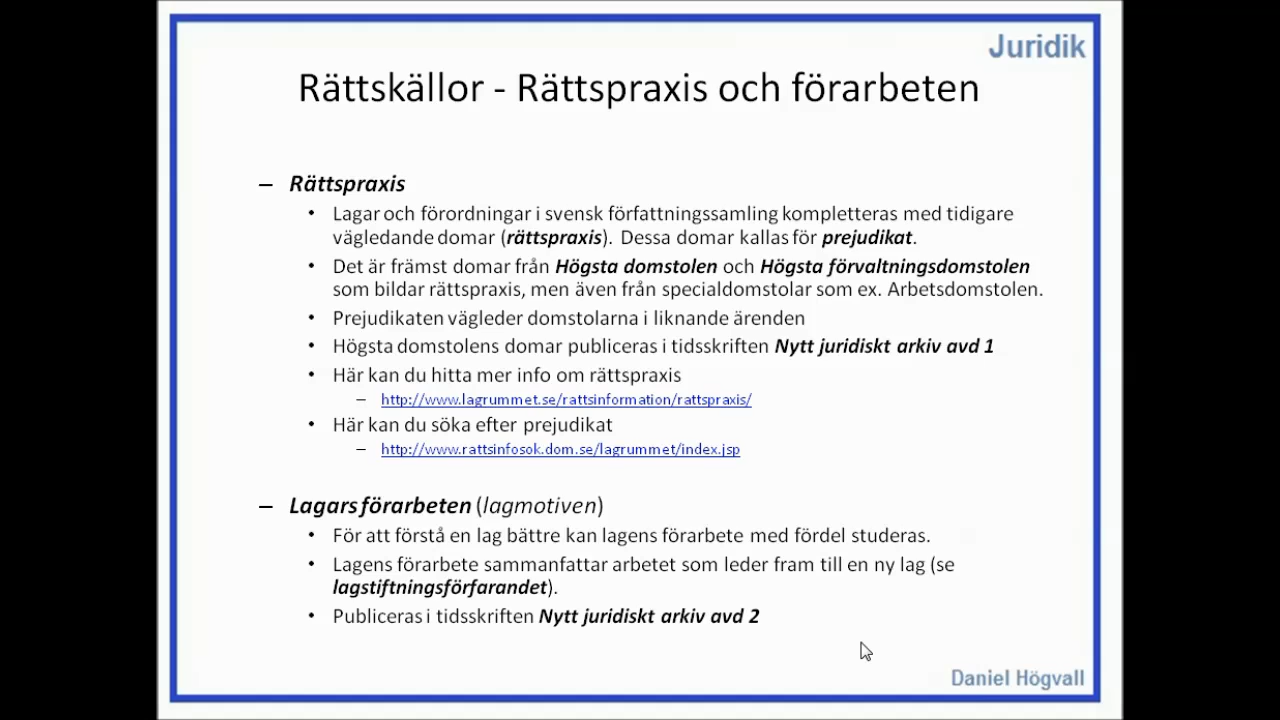 Juridik
Rättskällor - Rättspraxis och förarbeten
– Rättspraxis
• Lagar och förordningar i svensk författningssamling kompletteras med tidigare
vägledande domar (rättspraxis). Dessa domar kallas för prejudikat.
• Det är främst domar från Högsta domstolen och Högsta förvaltningsdomstolen
som bildar rättspraxis, men även från specialdomstolar som ex. Arbetsdomstolen.
• Prejudikaten vägleder domstolarna i liknande ärenden
• Högsta domstolens domar publiceras i tidsskriften Nytt juridiskt arkiv avd 1
• Här kan du hitta mer info om rättspraxis
– http://www.lagrummet.se/rattsinformation/rattspraxis/
• Här kan du söka efter prejudikat
– http://www.rattsinfosok.dom.se/lagrummet/index.jsp
– Lagars förarbeten (lagmotiven)
• För att förstå en lag bättre kan lagens förarbete med fördel studeras.
• Lagens förarbete sammanfattar arbetet som leder fram till en ny lag (se
lagstiftningsförfarandet).
• Publiceras i tidsskriften Nytt juridiskt arkiv avd 2
Daniel Högvall